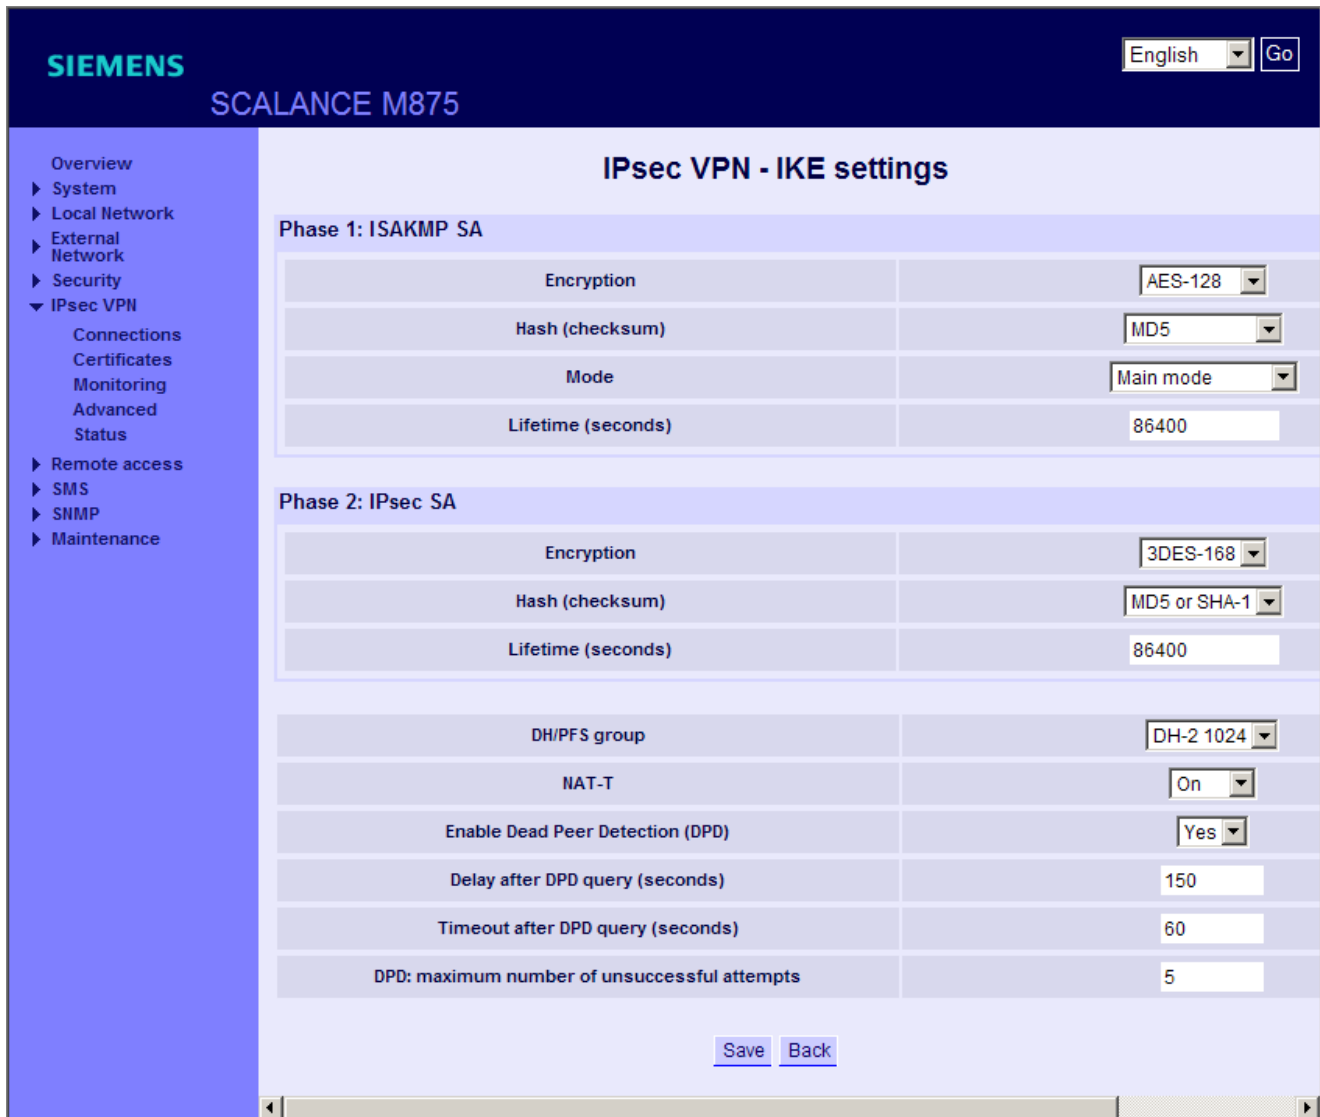 SIEMENS
English
Go
SCALANCE M875
Overview
System
Local Network
External
Network
Security
IPsec VPN
Connections
Certificates
Monitoring
Advanced
Status
Remote access
SMS
SNMP
Maintenance
IPsec VPN - IKE settings
Phase 1: ISAKMP SA
Encryption AES-128
Hash (checksum) MD5
Mode Main mode
Lifetime (seconds) 86400
Phase 2: IPsec SA
Encryption 3DES-168
Hash (checksum) MD5 or SHA-1
Lifetime (seconds) 86400
DH/PFS group DH-2 1024
NAT-T On
Enable Dead Peer Detection (DPD) Yes
Delay after DPD query (seconds) 150
Timeout after DPD query (seconds) 60
DPD: maximum number of unsuccessful attempts 5
Save Back